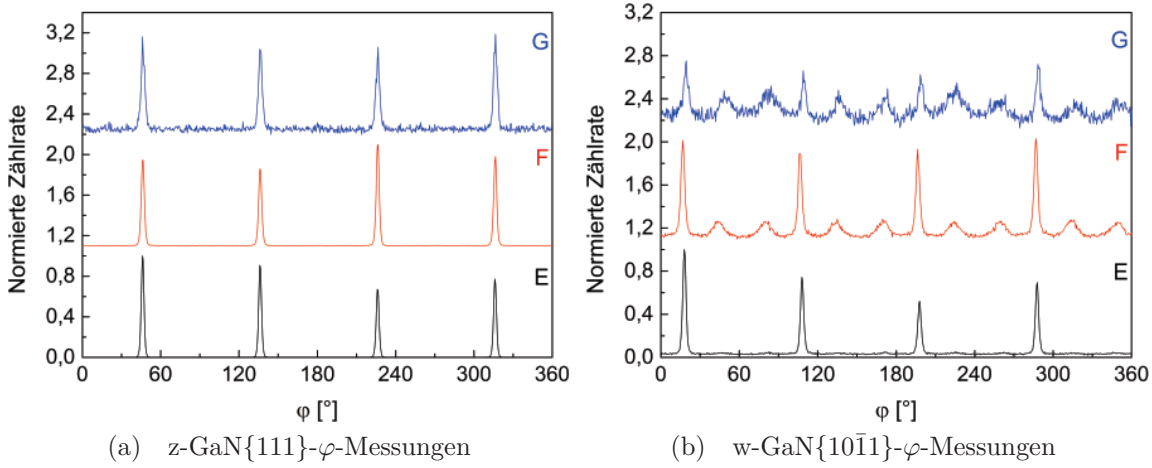 3,2
2,8
2,4
2,0
1,6
1,2
0,8
0,4
0,0
Normierte Zählrate
G
F
E
0 60 120 180 240 300 360
φ [°]
(a) z-GaN{111}-φ-Messungen
3,2
2,8
2,4
2,0
1,6
1,2
0,8
0,4
0,0
Normierte Zählrate
G
F
E
0 60 120 180 240 300 360
φ [°]
(b) w-GaN{101̄1}-φ-Messungen